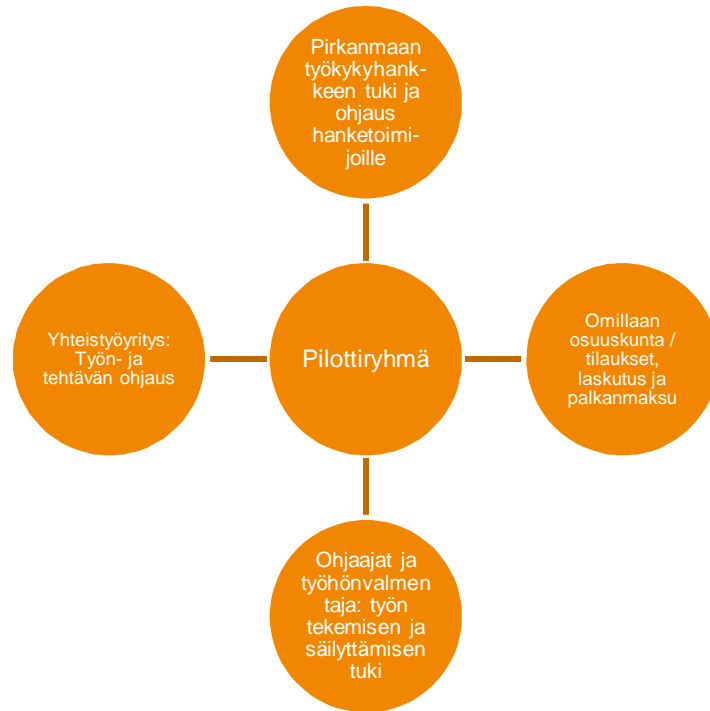 Pirkanmaan
työkykyhank-
keen tuki ja
ohjaus
hanketoimi-
joille
Yhteistyöyritys:
Työn- ja
tehtävän ohjaus
Pilottiryhmä
Omillaan
osuuskunta /
tilaukset,
laskutus ja
palkanmaksu
Ohjaajat ja
työhönvalmen
taja: työn
tekemisen ja
säilyttämisen
tuki